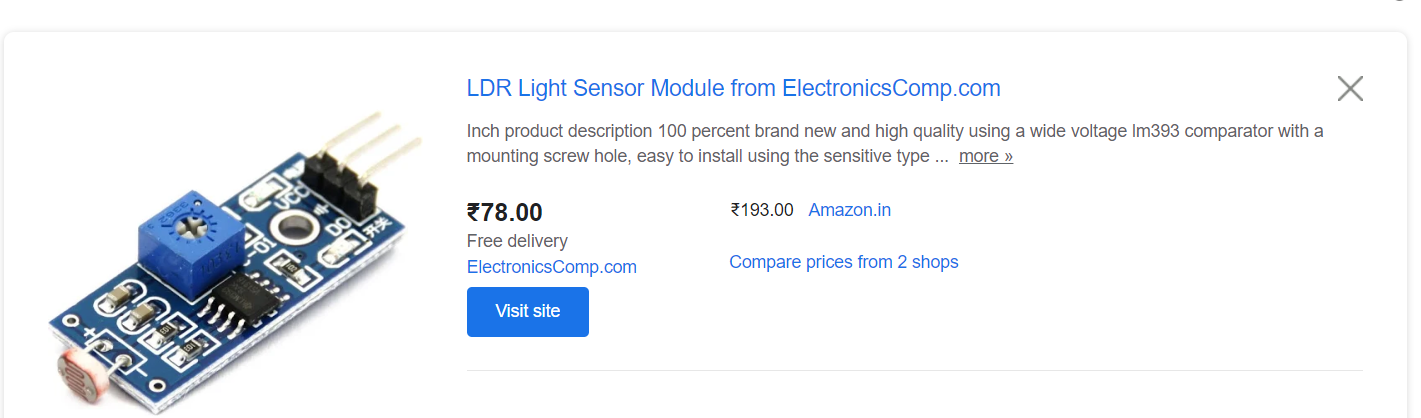 LDR Light Sensor Module from ElectronicsComp.com
Inch product description 100 percent brand new and high quality using a wide voltage lm393 comparator with a
mounting screw hole, easy to install using the sensitive type ... more »
₹78.00
Free delivery
ElectronicsComp.com
Visit site
₹193.00 Amazon.in
Compare prices from 2 shops
VCC
DO
开关